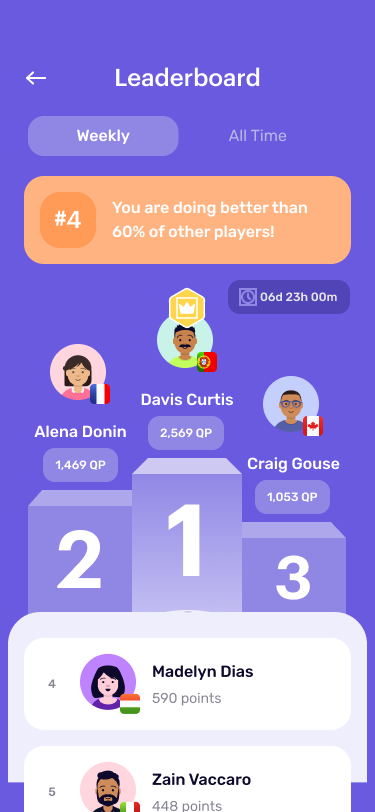 Leaderboard
Weekly
All Time
#4
You are doing better than
60% of other players!
06d 23h 00m
Davis Curtis
2,569 QP
Alena Donin
1,469 QP
Craig Gouse
1,053 QP
1
2
3
4
Madelyn Dias
590 points
5
Zain Vaccaro
448 points